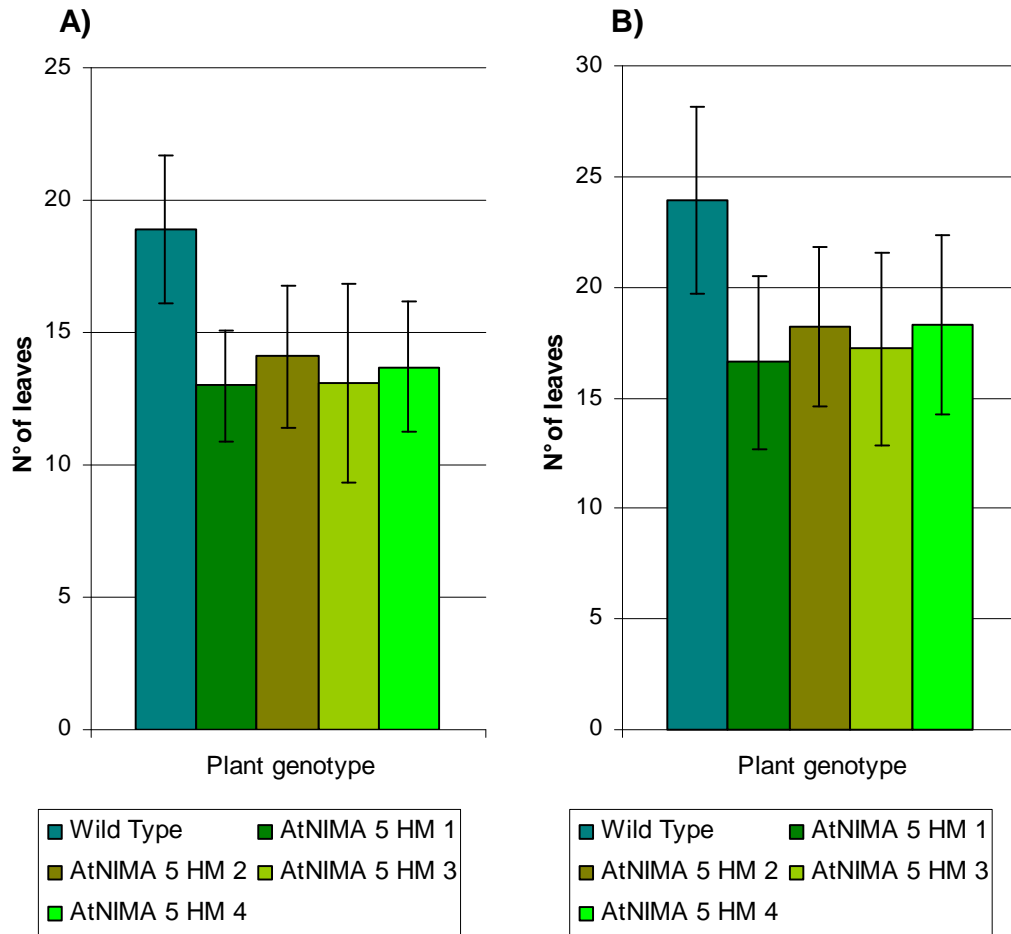 A)
25
20
15
10
5
0
N° of leaves
Plant genotype
Wild Type
AtNIMA 5 HM 1
AtNIMA 5 HM 2
AtNIMA 5 HM 3
AtNIMA 5 HM 4
B)
30
25
20
15
10
5
0
N° of leaves
Plant genotype
Wild Type
AtNIMA 5 HM 1
AtNIMA 5 HM 2
AtNIMA 5 HM 3
AtNIMA 5 HM 4